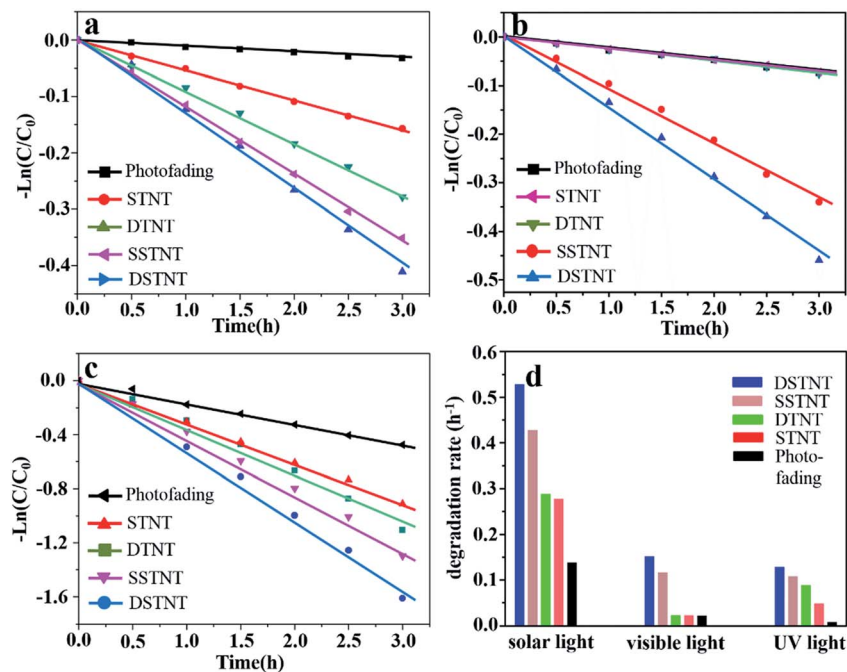 a
0.0
-0.1
-0.2
-0.3
-0.4
-Ln(C/C0)
Photofading
STNT
DTNT
SSTNT
DSTNT
0.0 0.5 1.0 1.5 2.0 2.5 3.0
Time(h)
b
0.0
-0.1
-0.2
-0.3
-0.4
-0.5
-Ln(C/C0)
Photofading
STNT
DTNT
SSTNT
DSTNT
0.0 0.5 1.0 1.5 2.0 2.5 3.0
Time(h)
c
0.0
-0.4
-0.8
-1.2
-1.6
-Ln(C/C0)
Photofading
STNT
DTNT
SSTNT
DSTNT
0.0 0.5 1.0 1.5 2.0 2.5 3.0
Time(h)
d
0.6
0.5
0.4
0.3
0.2
0.1
0.0
degradation rate (h-1)
DSTNT
SSTNT
DTNT
STNT
Photo-
fading
solar light visible light UV light